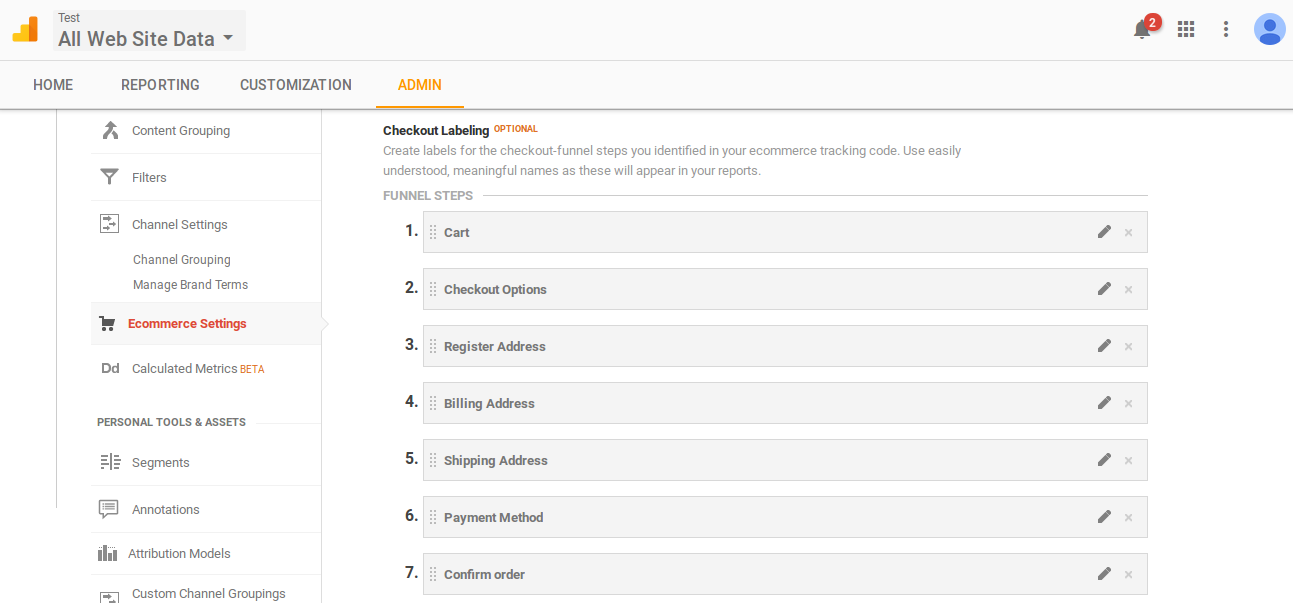 Test
All Web Site Data
2
HOME
REPORTING
CUSTOMIZATION
ADMIN
Content Grouping
Filters
Channel Settings
Channel Grouping
Manage Brand Terms
Ecommerce Settings
Dd Calculated Metrics BETA
PERSONAL TOOLS & ASSETS
Segments
Annotations
Attribution Models
Custom Channel Groupings
Checkout Labeling OPTIONAL
Create labels for the checkout-funnel steps you identified in your ecommerce tracking code. Use easily
understood, meaningful names as these will appear in your reports.
FUNNEL STEPS
1. Cart
2. Checkout Options
3. Register Address
4. Billing Address
5. Shipping Address
6. Payment Method
7. Confirm order